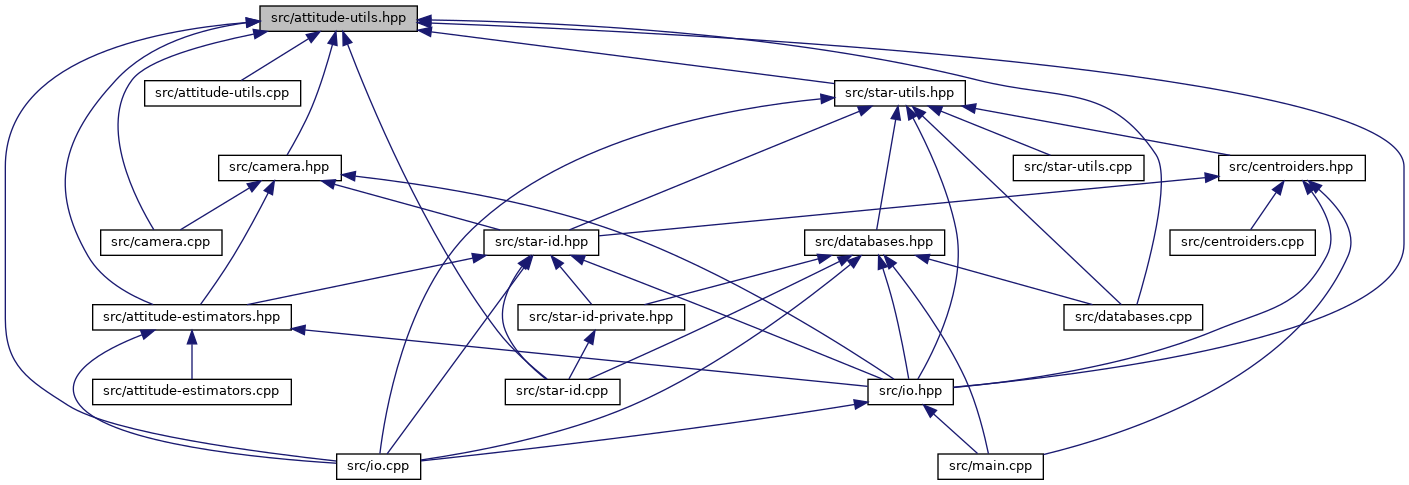 src/attitude-utils.hpp
src/attitude-utils.cpp
src/star-utils.hpp
src/camera.hpp
src/star-utils.cpp
src/centroiders.hpp
src/camera.cpp
src/star-id.hpp
src/databases.hpp
src/centroiders.cpp
src/attitude-estimators.hpp
src/star-id-private.hpp
src/databases.cpp
src/attitude-estimators.cpp
src/star-id.cpp
src/io.hpp
src/io.cpp
src/main.cpp